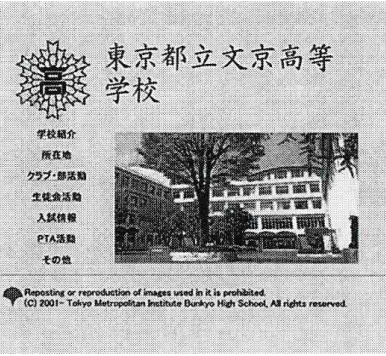 東京都立文京高等
学校
高
学校紹介
所在地
クラブ・部活動
生徒会活動
入試情報
PTA活動
その他
Reposting or reproduction of images used in it is prohibited.
(C) 2001- Tokyo Metropolitan Institute Bunkyo High School, All rights reserved.